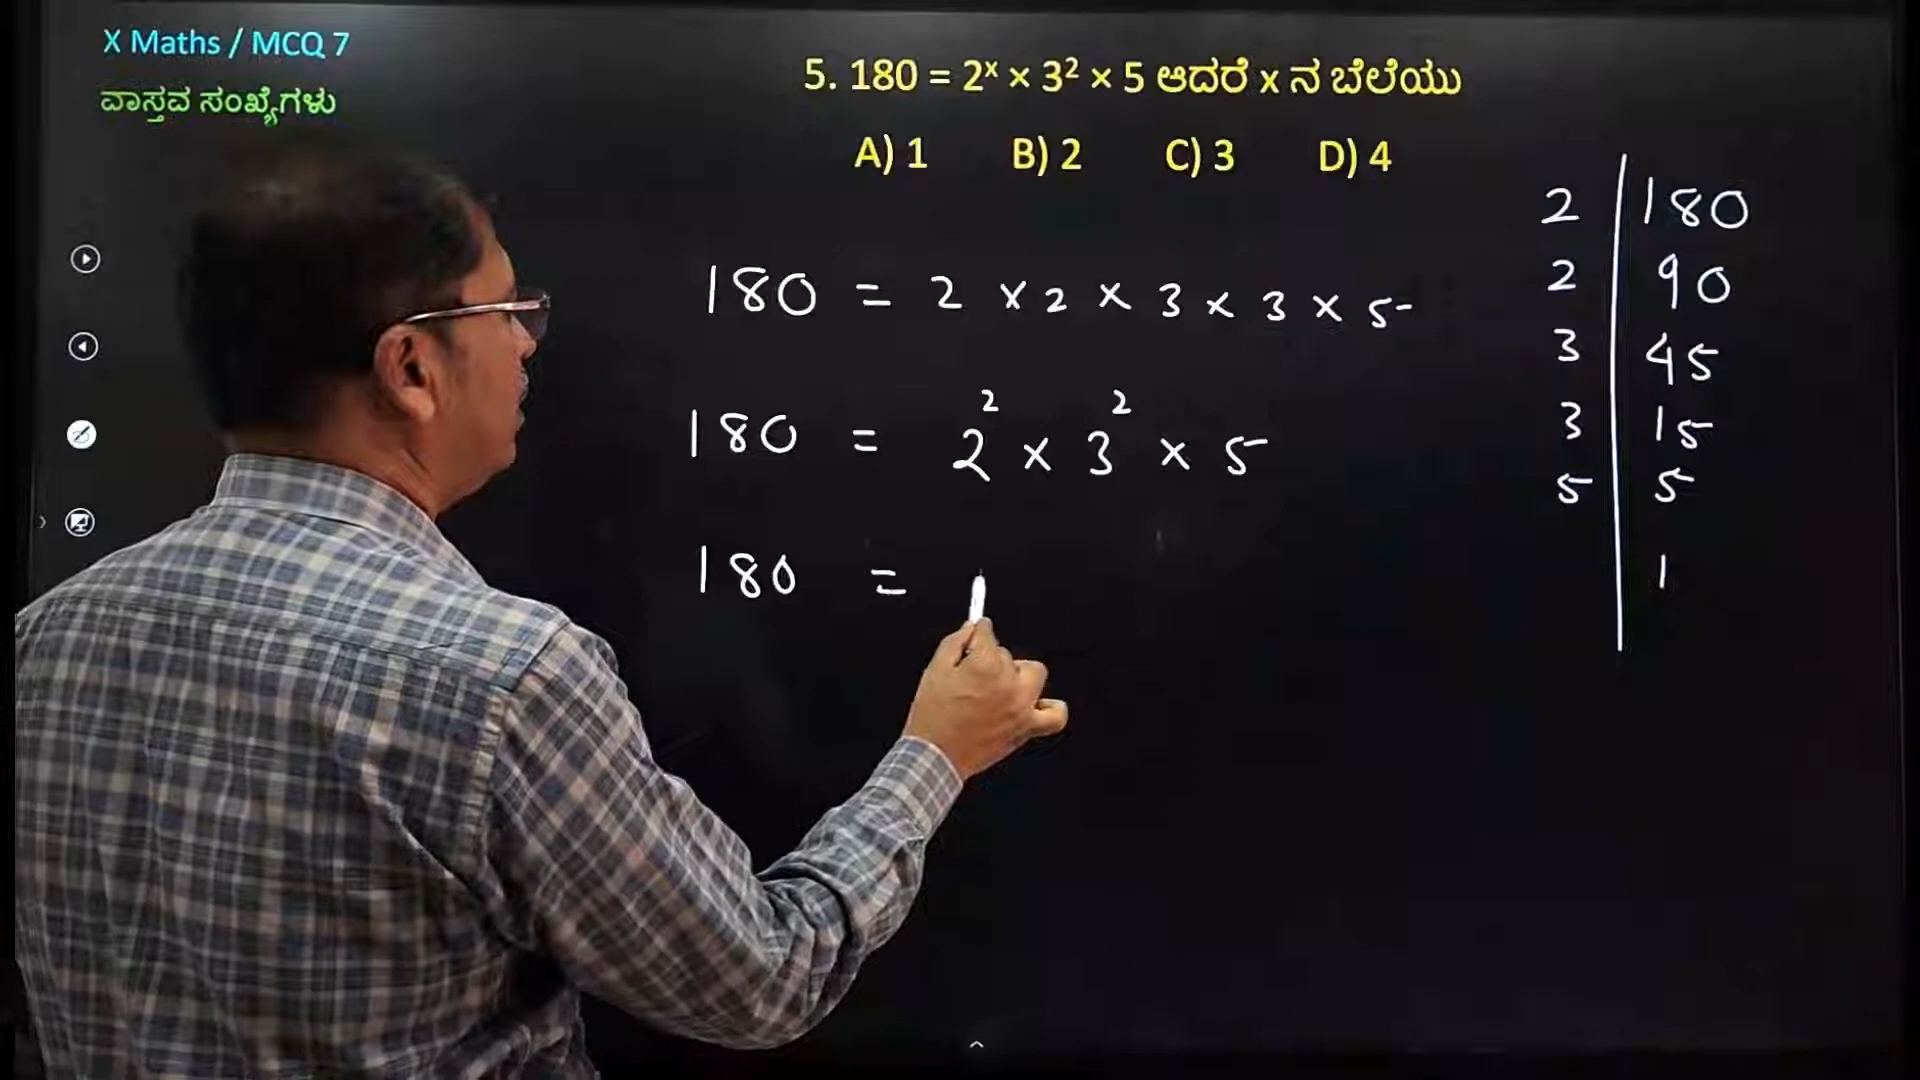 X Maths / MCQ 7
ವಾಸ್ತವ ಸಂಖ್ಯೆಗಳು
5. 180 = 2ˣ × 3² × 5 ಆದರೆ x ನ ಬೆಲೆಯು
A) 1 B) 2 C) 3 D) 4
180 = 2 × 2 × 3 × 3 × 5
180 = 2² × 3² × 5
180 =
2 | 180
2 | 90
3 | 45
3 | 15
5 | 5
1